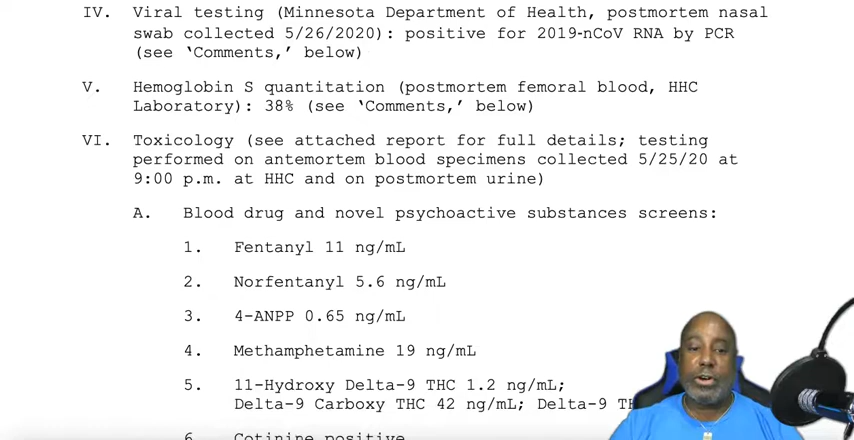 IV. Viral testing (Minnesota Department of Health, postmortem nasal
swab collected 5/26/2020): positive for 2019-nCoV RNA by PCR
(see ‘Comments,’ below)
V. Hemoglobin S quantitation (postmortem femoral blood, HHC
Laboratory): 38% (see ‘Comments,’ below)
VI. Toxicology (see attached report for full details; testing
performed on antemortem blood specimens collected 5/25/20 at
9:00 p.m. at HHC and on postmortem urine)
A. Blood drug and novel psychoactive substances screens:
1. Fentanyl 11 ng/mL
2. Norfentanyl 5.6 ng/mL
3. 4-ANPP 0.65 ng/mL
4. Methamphetamine 19 ng/mL
5. 11-Hydroxy Delta-9 THC 1.2 ng/mL;
Delta-9 Carboxy THC 42 ng/mL; Delta-9
6. Cotinine positive